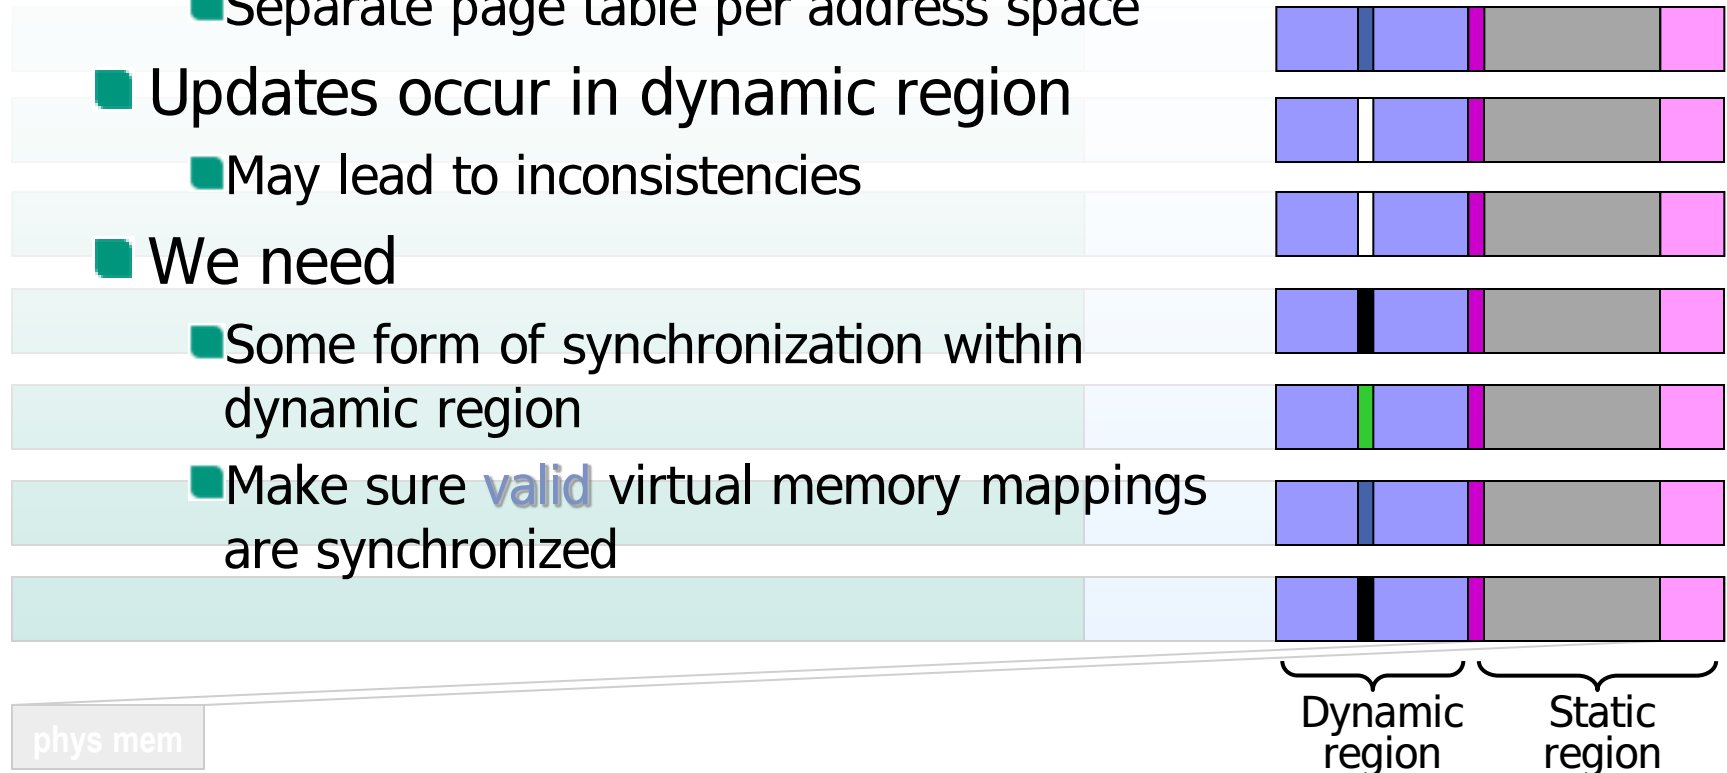 Separate page table per address space
Updates occur in dynamic region
May lead to inconsistencies
We need
Some form of synchronization within
dynamic region
Make sure valid virtual memory mappings
are synchronized
phys mem
Dynamic
region
Static
region